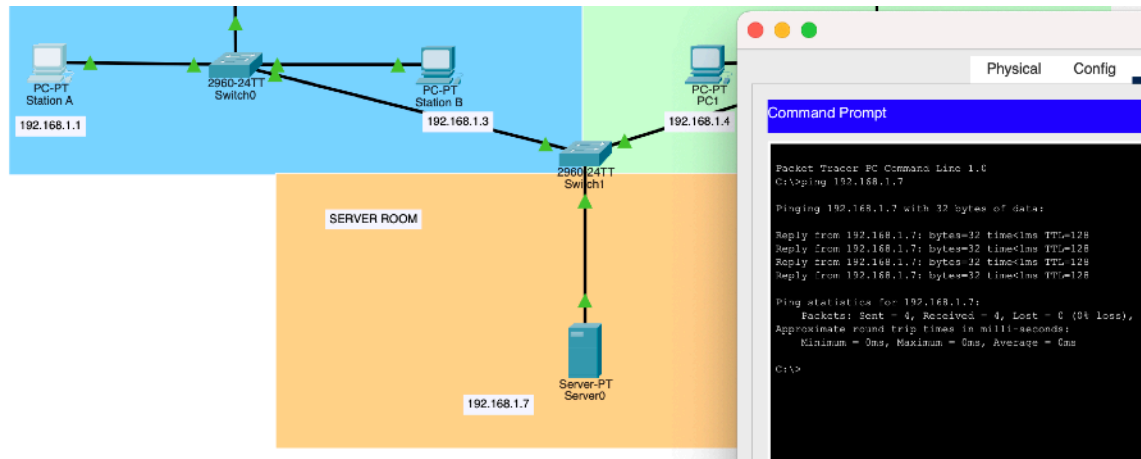 PC-PT
Station A
192.168.1.1
2960-24TT
Switch0
PC-PT
Station B
192.168.1.3
PC-PT
PC1
192.168.1.4
2960-24TT
Switch1
SERVER ROOM
Server-PT
Server0
192.168.1.7
Physical
Config
Command Prompt
Packet Tracer PC Command Line 1.0
C:\>ping 192.168.1.7
Pinging 192.168.1.7 with 32 bytes of data:
Reply from 192.168.1.7: bytes=32 time<1ms TTL=128
Reply from 192.168.1.7: bytes=32 time<1ms TTL=128
Reply from 192.168.1.7: bytes=32 time<1ms TTL=128
Reply from 192.168.1.7: bytes=32 time<1ms TTL=128
Ping statistics for 192.168.1.7:
Packets: Sent = 4, Received = 4, Lost = 0 (0% loss),
Approximate round trip times in milli-seconds:
Minimum = 0ms, Maximum = 0ms, Average = 0ms
C:\>